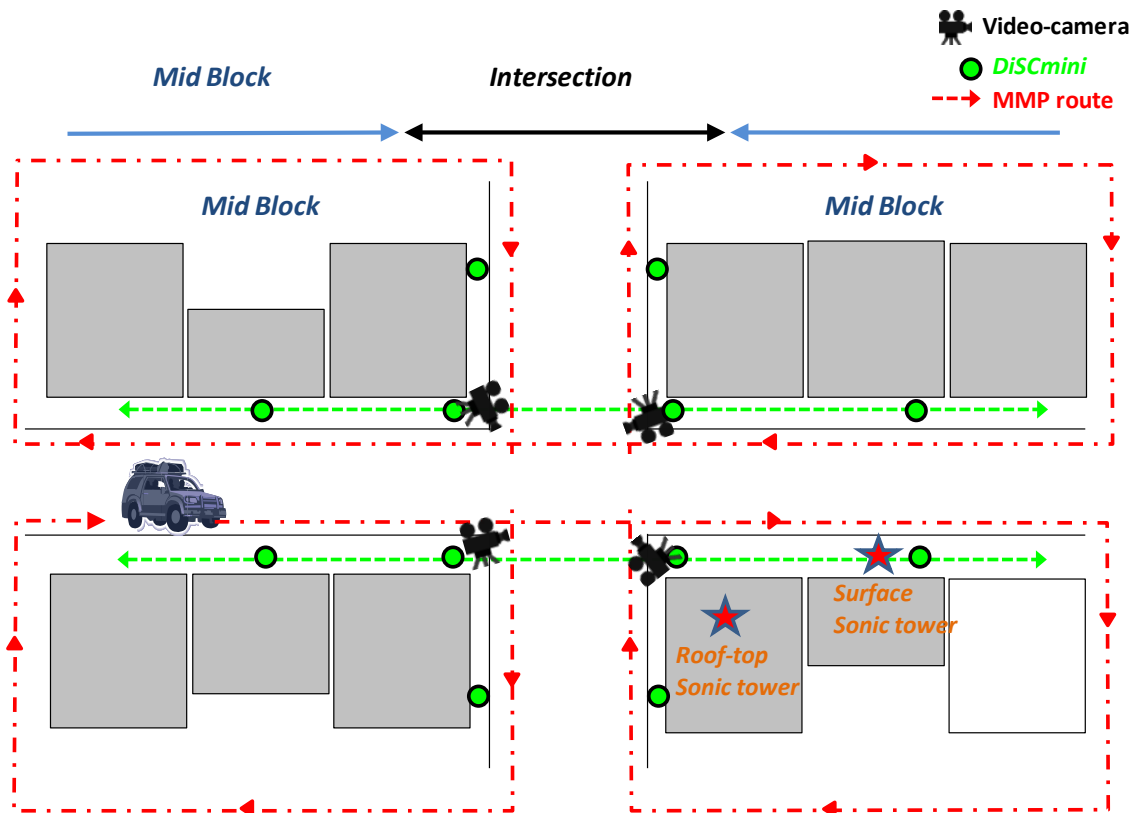 Video-camera
Mid Block
Intersection
DiSCmini
MMP route
Mid Block
Mid Block
Surface
Sonic tower
Roof-top
Sonic tower